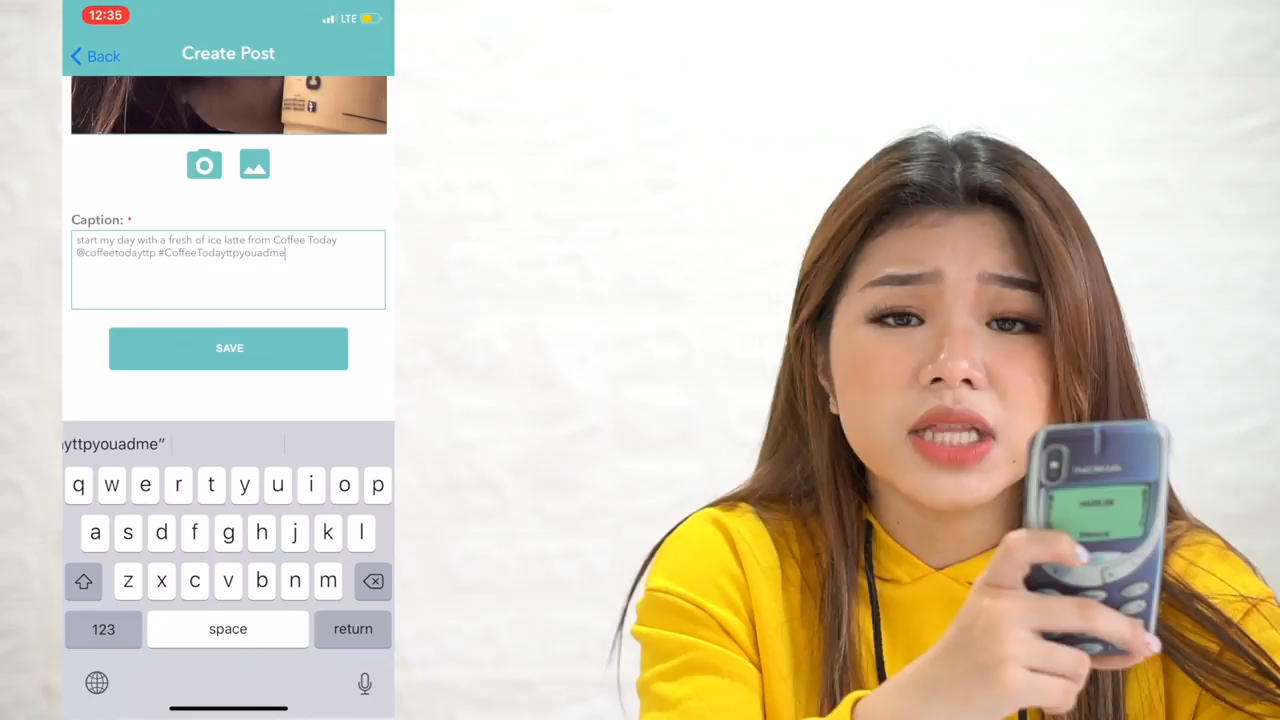 12:35
LTE
Back
Create Post
Caption: *
start my day with a fresh of ice latte from Coffee Today
@coffeetodayttp #CoffeeTodayttpyouadme
SAVE
yttpyouadme”
q w e r t y u i o p
a s d f g h j k l
z x c v b n m
123 space return